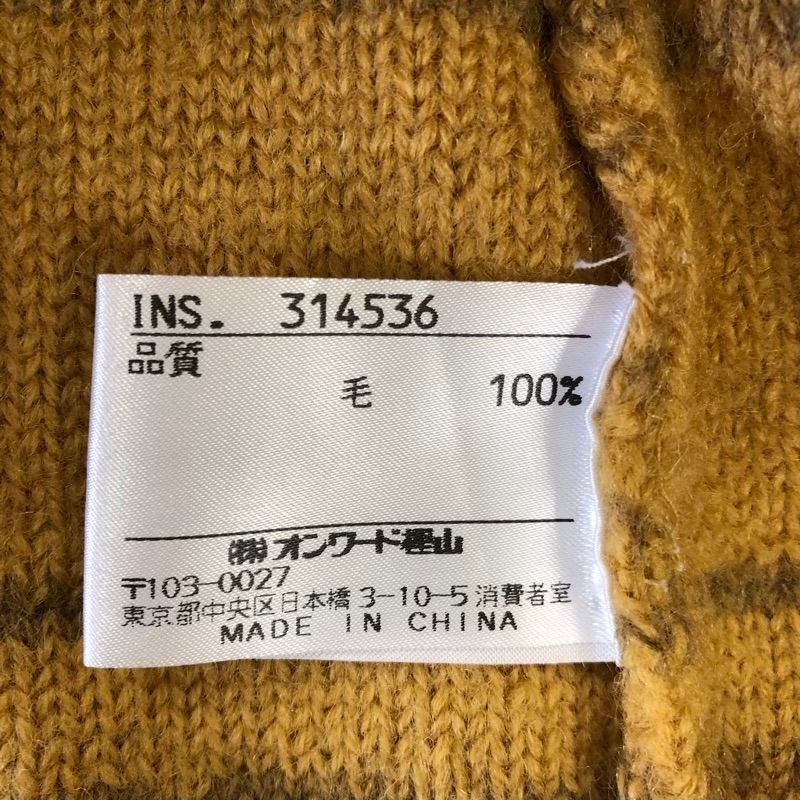 INS. 314536
品質
毛 100%
㈱オンワード樫山
〒103-0027
東京都中央区日本橋3-10-5消費者室
MADE IN CHINA